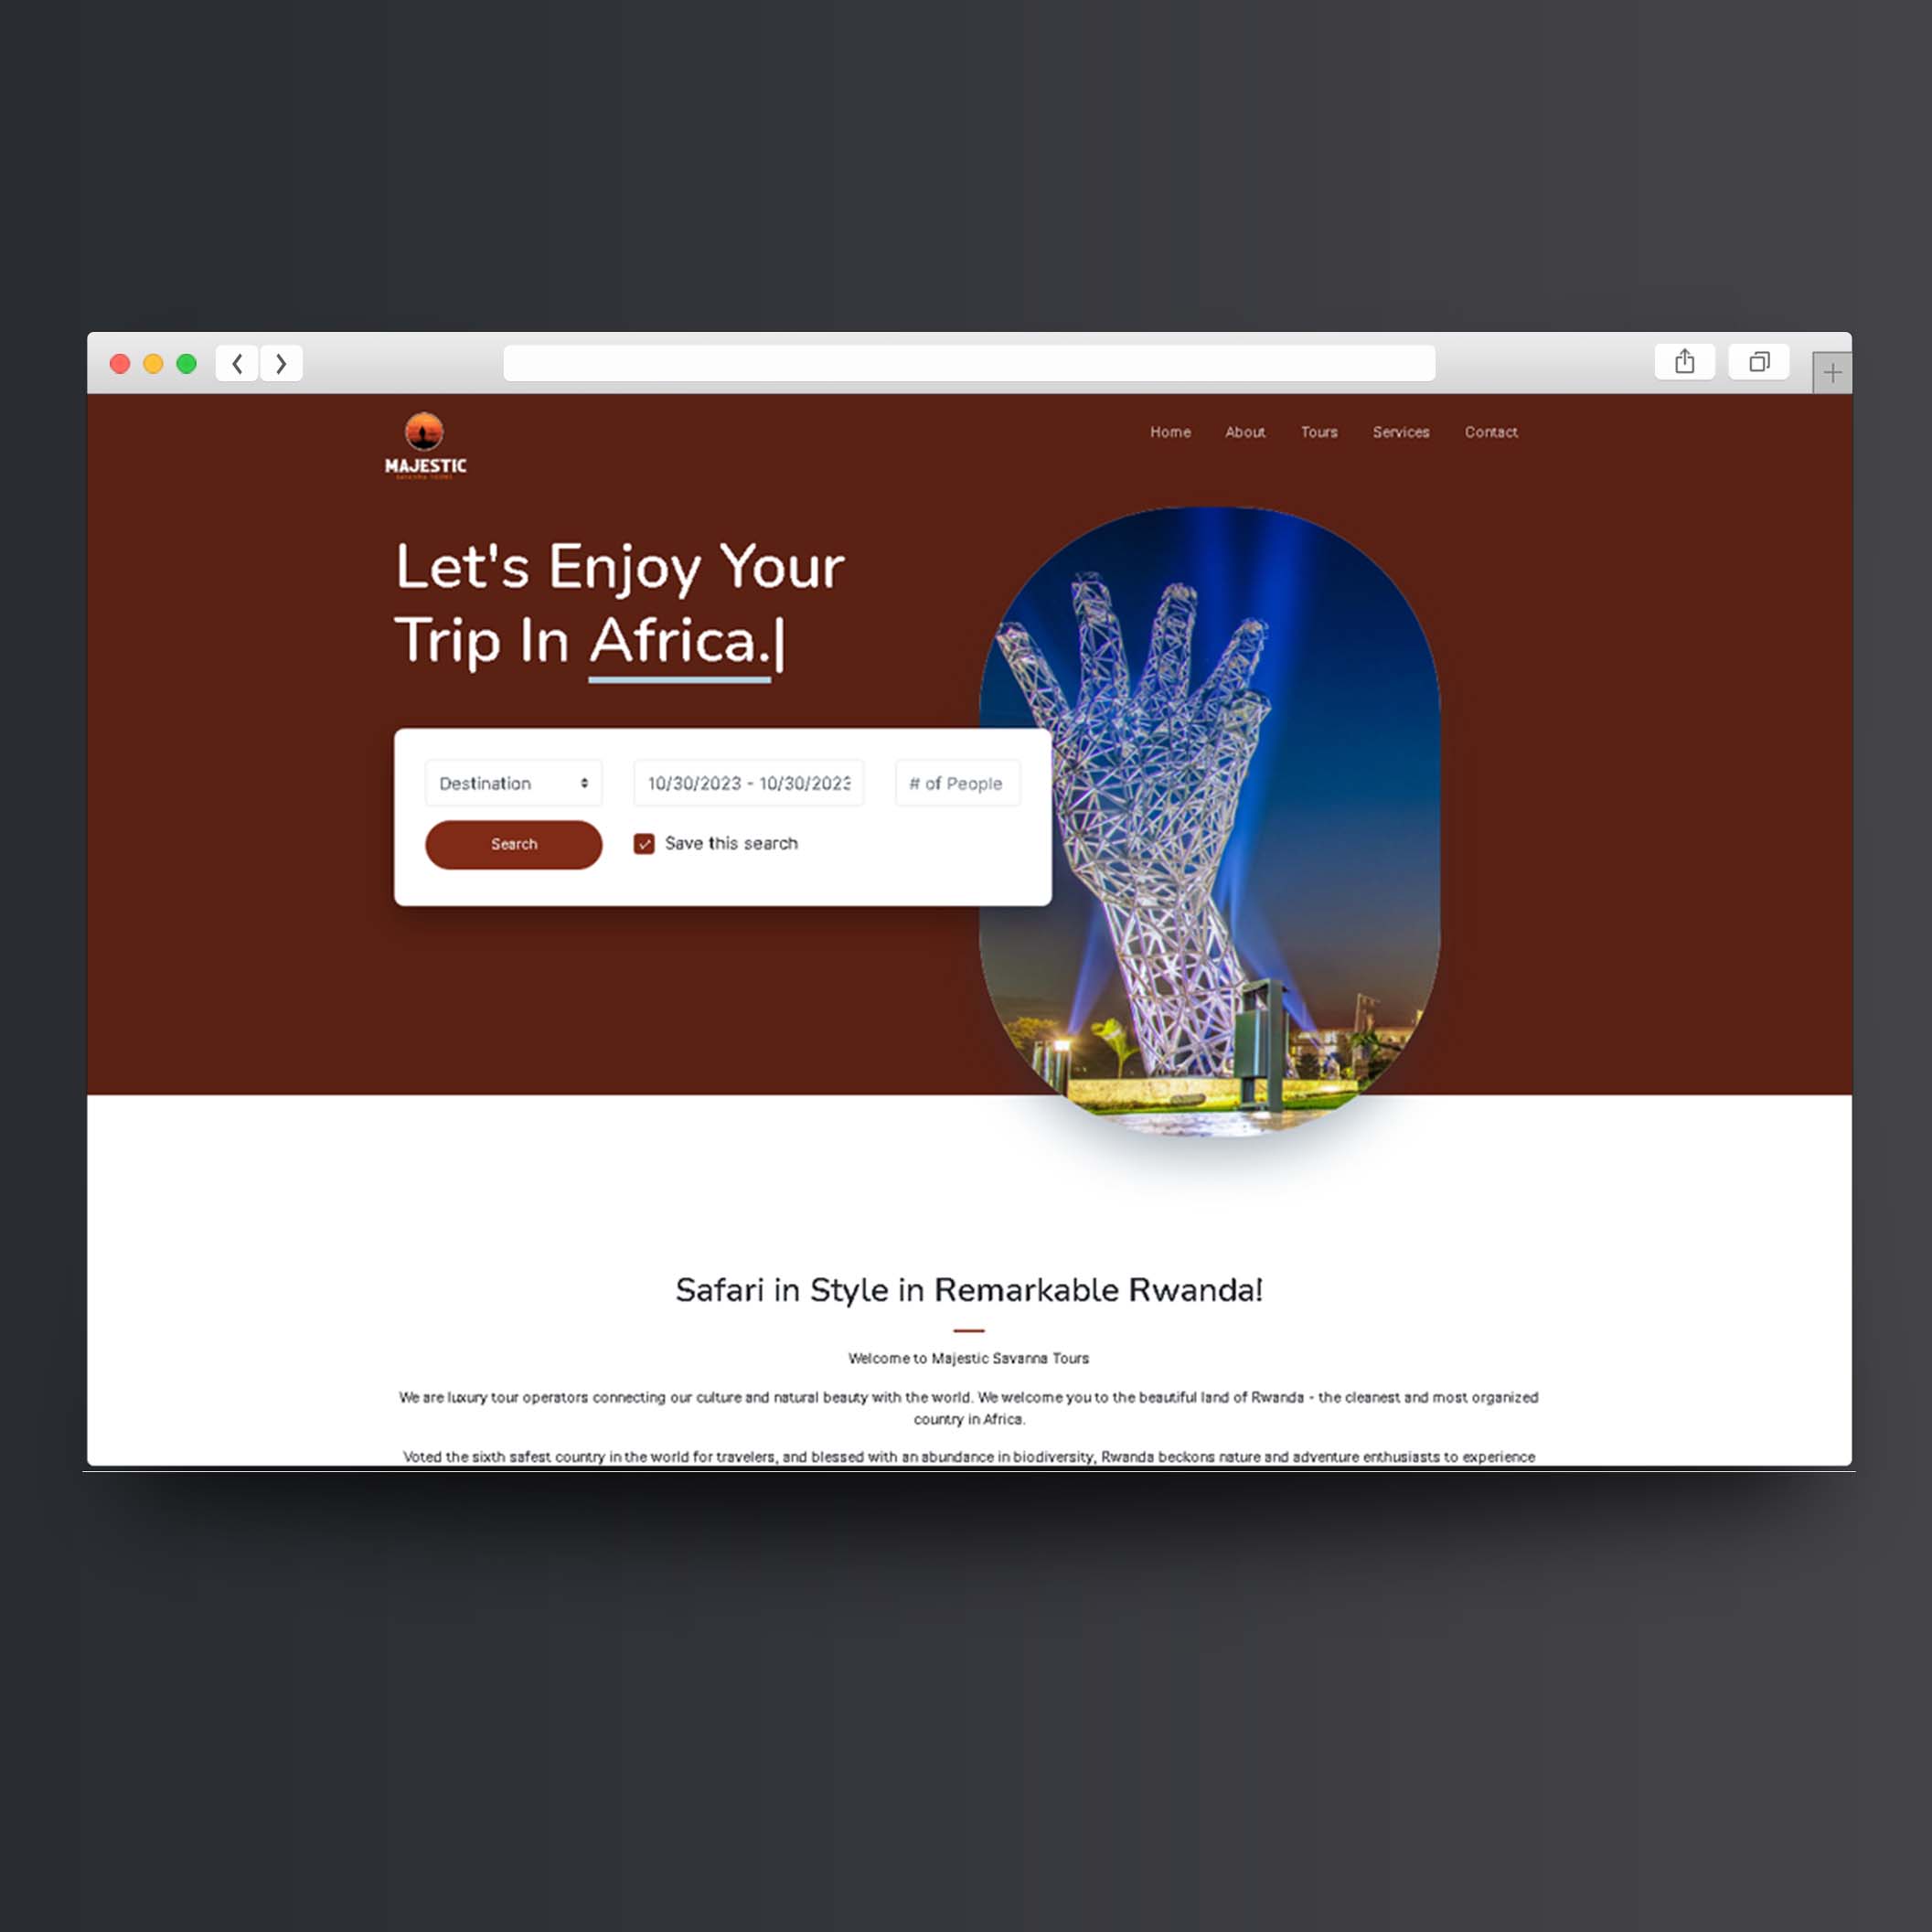 MAJESTIC
SAVANNA TOURS
Home About Tours Services Contact
Let's Enjoy Your
Trip In Africa.|
Destination 10/30/2023 - 10/30/2023 # of People
Search Save this search
Safari in Style in Remarkable Rwanda!
Welcome to Majestic Savanna Tours
We are luxury tour operators connecting our culture and natural beauty with the world. We welcome you to the beautiful land of Rwanda - the cleanest and most organized
country in Africa.
Voted the sixth safest country in the world for travelers, and blessed with an abundance in biodiversity, Rwanda beckons nature and adventure enthusiasts to experience